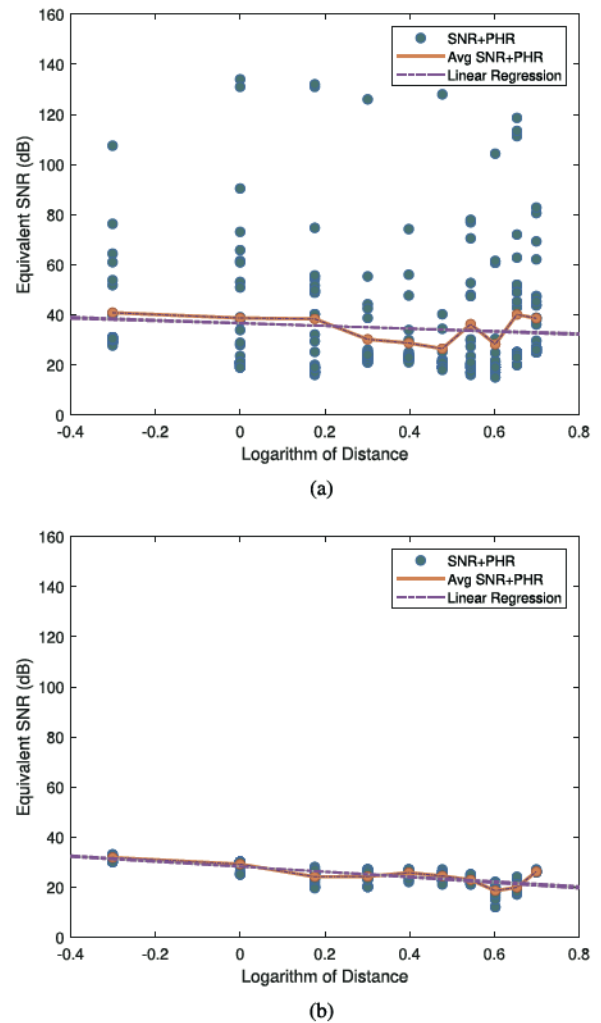 160
140
120
100
80
60
40
20
0
Equivalent SNR (dB)
SNR+PHR
Avg SNR+PHR
Linear Regression
-0.4 -0.2 0 0.2 0.4 0.6 0.8
Logarithm of Distance
(a)
160
140
120
100
80
60
40
20
0
Equivalent SNR (dB)
SNR+PHR
Avg SNR+PHR
Linear Regression
-0.4 -0.2 0 0.2 0.4 0.6 0.8
Logarithm of Distance
(b)